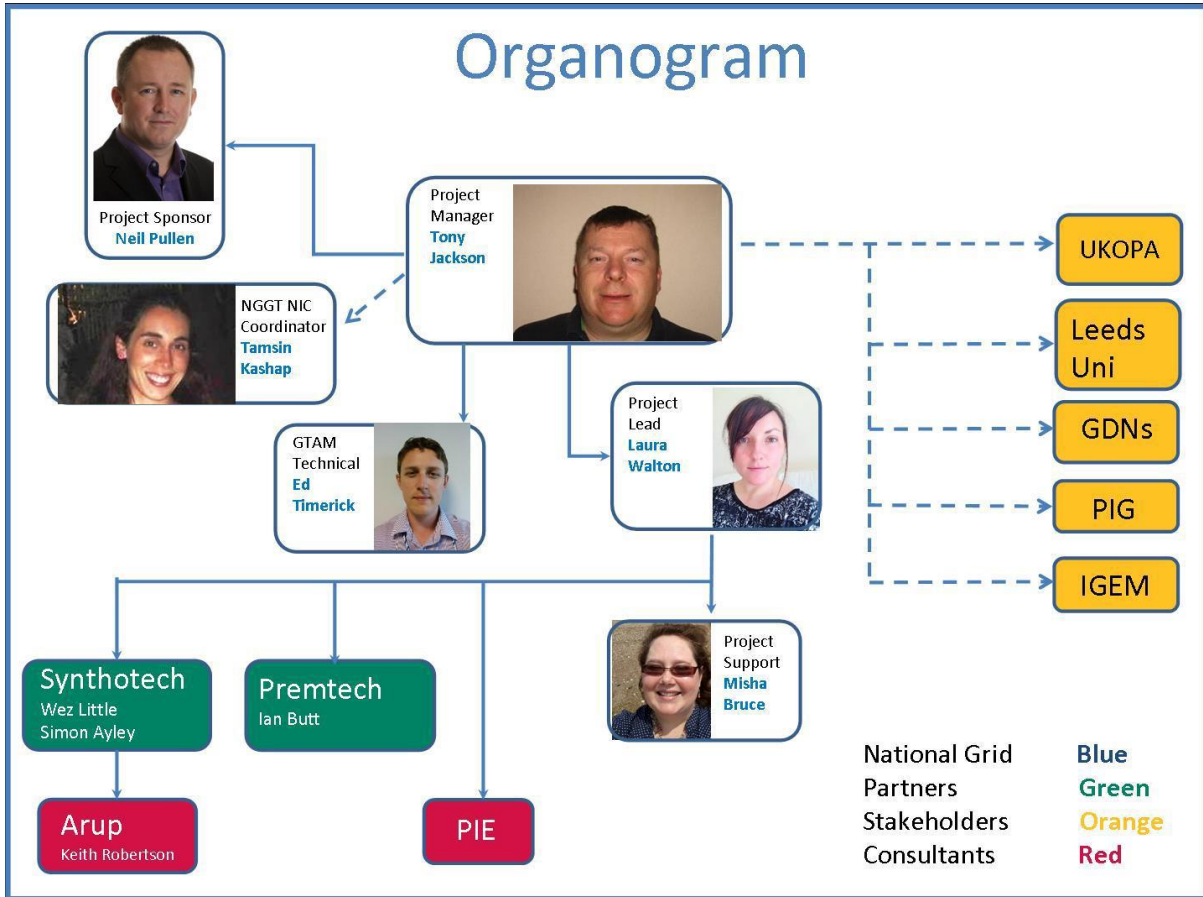 Organogram
Project Sponsor
Neil Pullen
Project
Manager
Tony
Jackson
NGGT NIC
Coordinator
Tamsin
Kashap
GTAM
Technical
Ed
Timerick
Project
Lead
Laura
Walton
UKOPA
Leeds
Uni
GDNs
PIG
IGEM
Project
Support
Misha
Bruce
Synthotech
Wez Little
Simon Ayley
Premtech
Ian Butt
Arup
Keith Robertson
PIE
National Grid Blue
Partners Green
Stakeholders Orange
Consultants Red